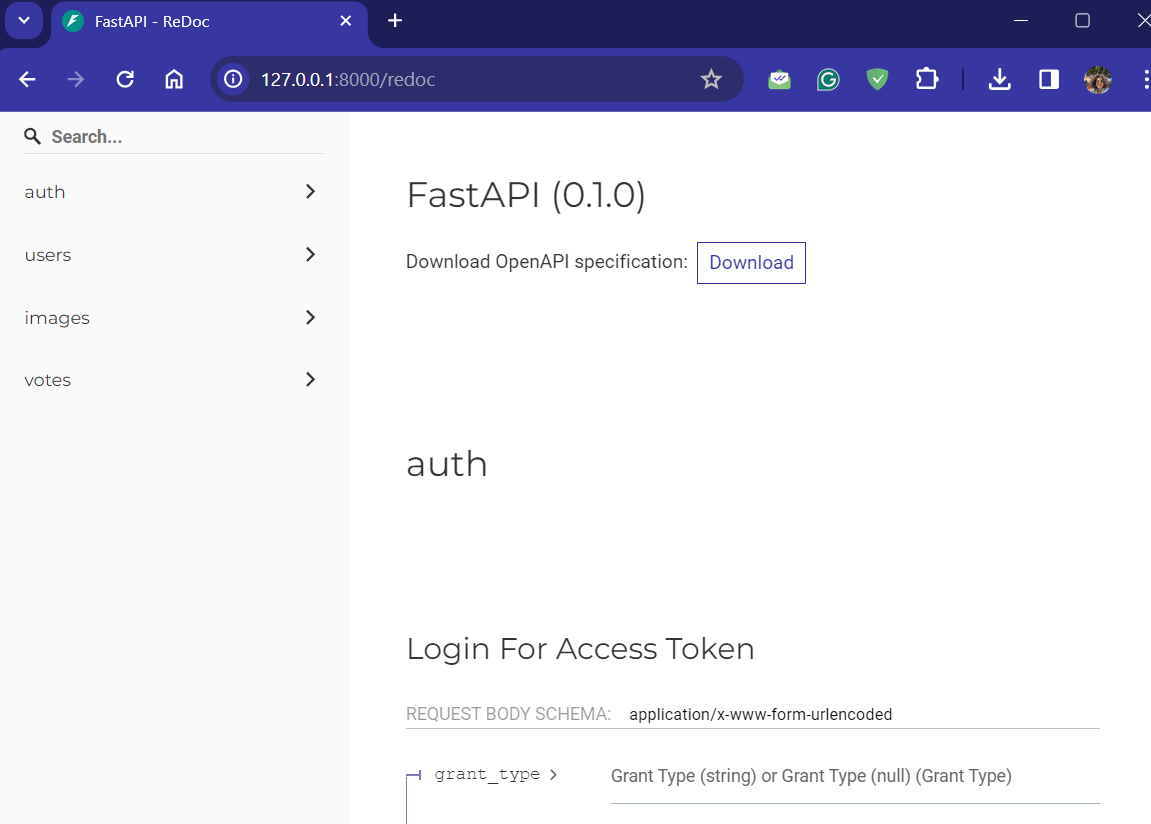 FastAPI - ReDoc
127.0.0.1:8000/redoc
Search...
auth
users
images
votes
FastAPI (0.1.0)
Download OpenAPI specification: Download
auth
Login For Access Token
REQUEST BODY SCHEMA: application/x-www-form-urlencoded
grant_type Grant Type (string) or Grant Type (null) (Grant Type)